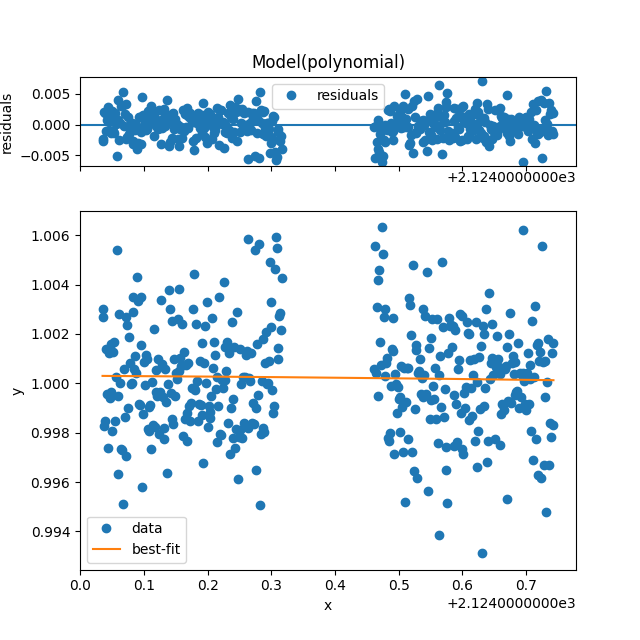 Model(polynomial)
residuals
0.005
0.000
−0.005
residuals
+2.1240000000e3
1.006
1.004
1.002
1.000
0.998
0.996
0.994
y
data
best-fit
0.0 0.1 0.2 0.3 0.4 0.5 0.6 0.7
x
+2.1240000000e3